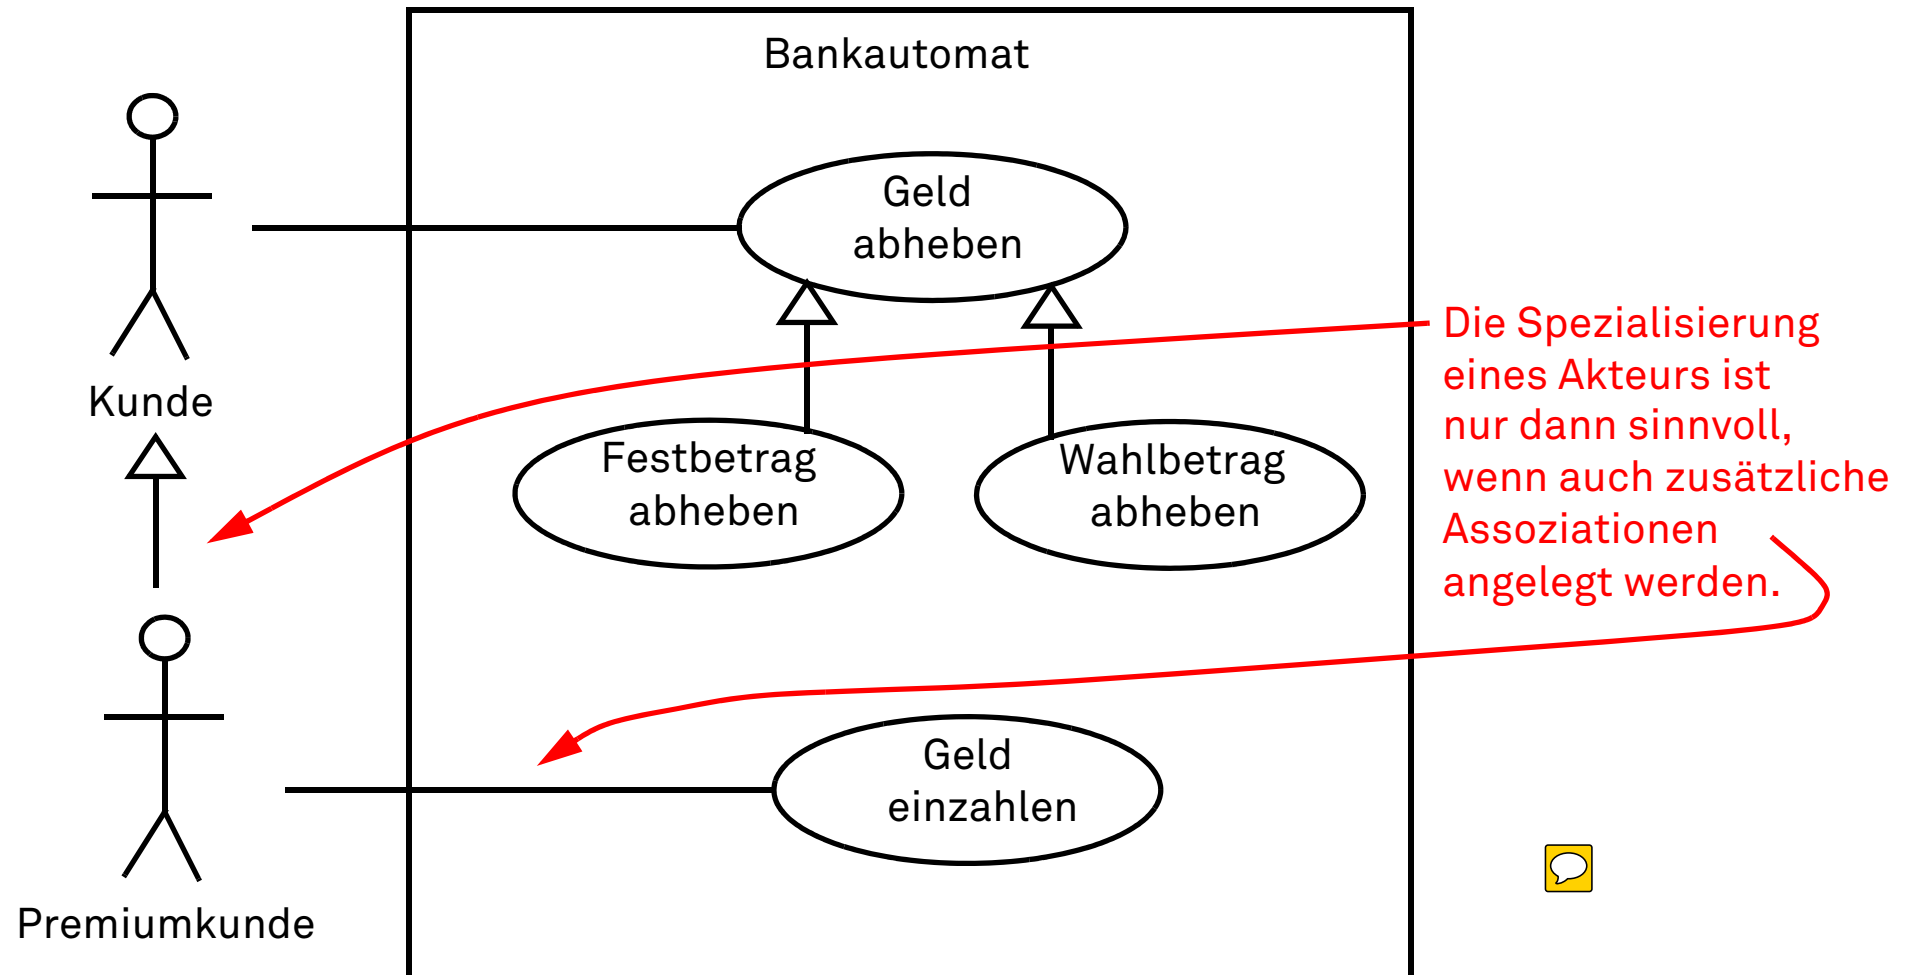 Bankautomat
Geld
abheben
Kunde
Festbetrag
abheben
Wahlbetrag
abheben
Die Spezialisierung
eines Akteurs ist
nur dann sinnvoll,
wenn auch zusätzliche
Assoziationen
angelegt werden.
Geld
einzahlen
Premiumkunde